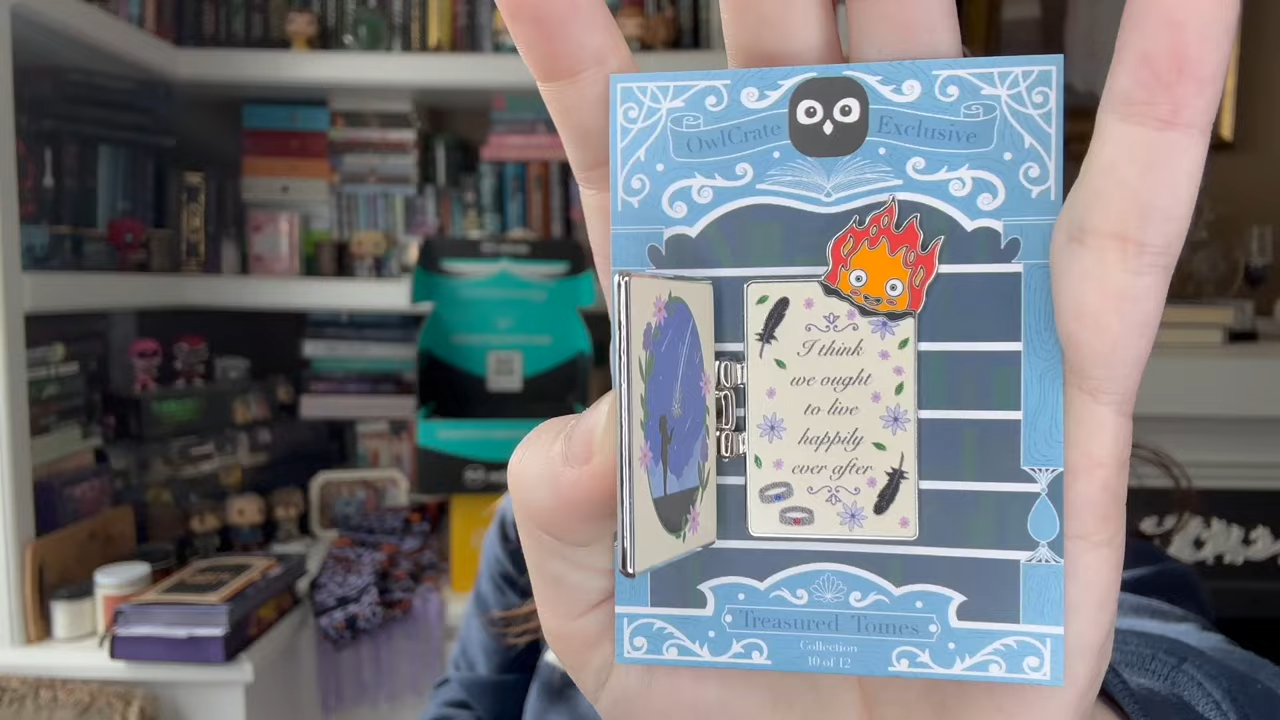 OwlCrate Exclusive
I think
we ought
to live
happily
ever after
Treasured Tomes
Collection
10 of 12